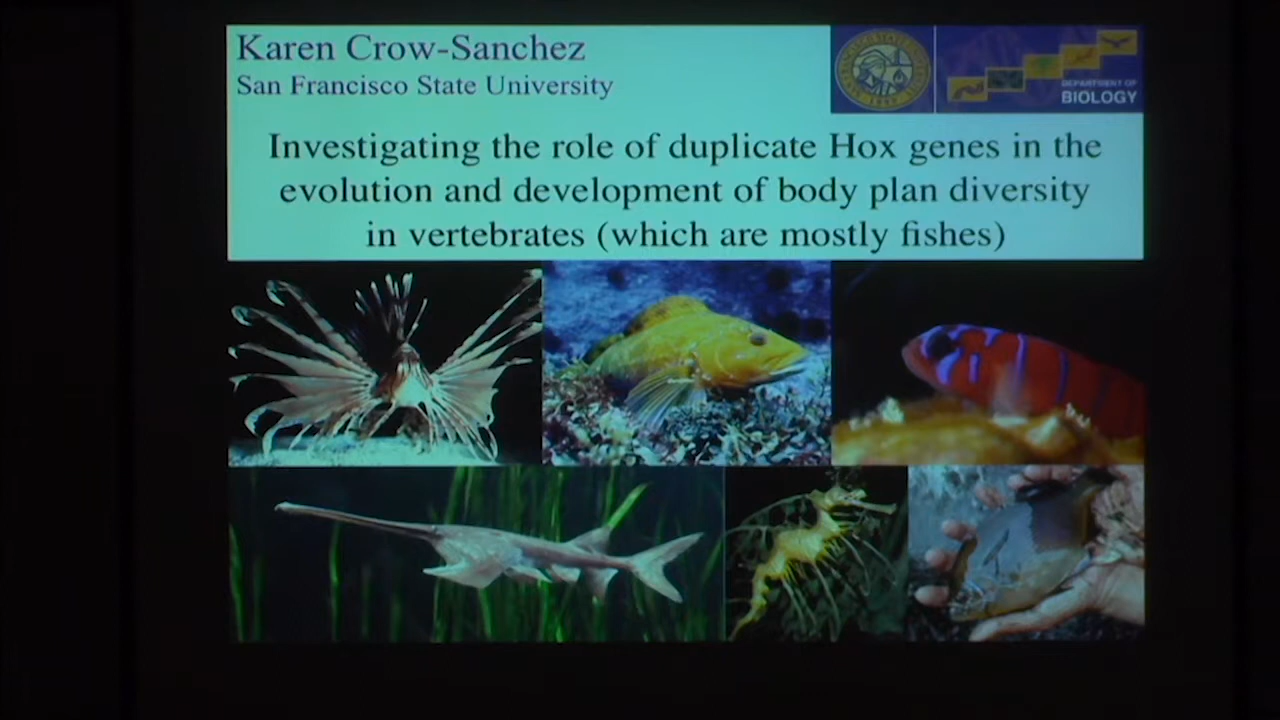 Karen Crow-Sanchez
San Francisco State University
DEPARTMENT OF
BIOLOGY
Investigating the role of duplicate Hox genes in the
evolution and development of body plan diversity
in vertebrates (which are mostly fishes)